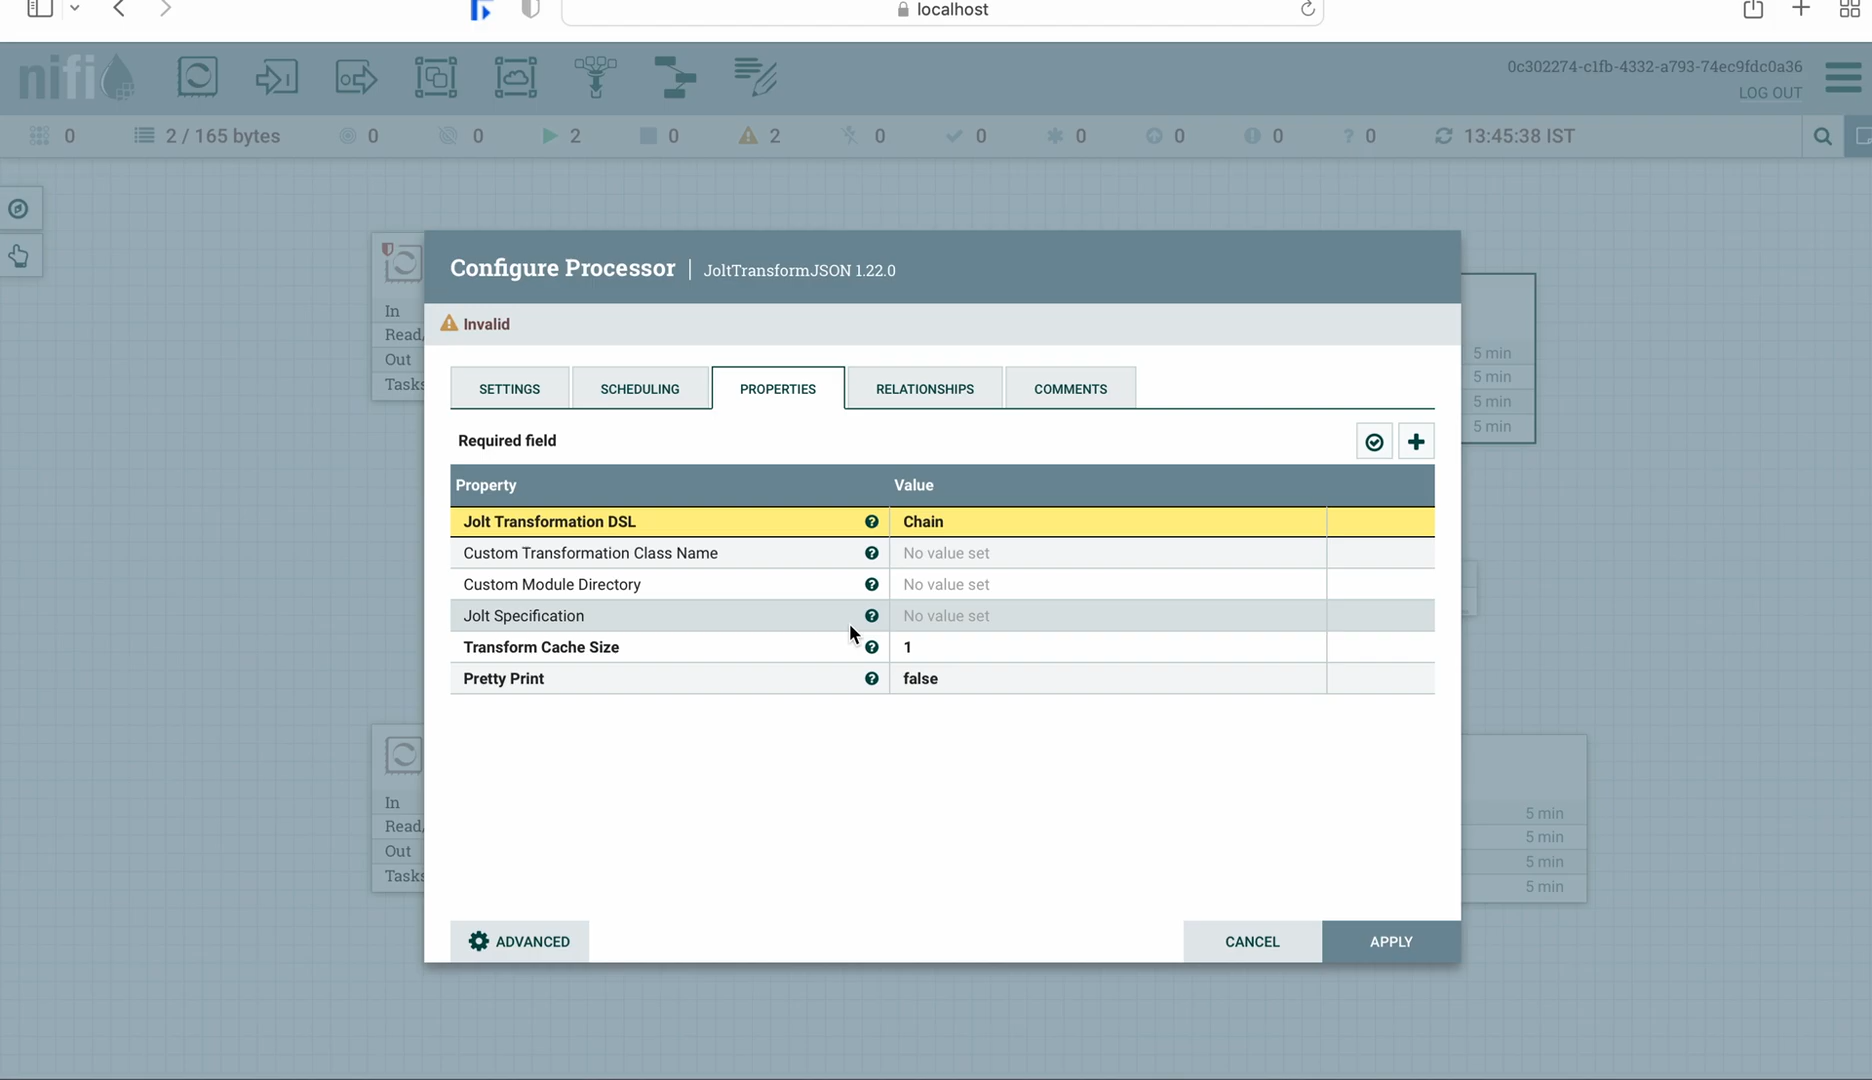 localhost
nifi
0c302274-c1fb-4332-a793-74ec9fdc0a36
LOG OUT
0 2 / 165 bytes 0 0 2 0 2 0 0 0 0 0 ? 0 13:45:38 IST
Configure Processor | JoltTransformJSON 1.22.0
Invalid
SETTINGS SCHEDULING PROPERTIES RELATIONSHIPS COMMENTS
Required field
Property Value
Jolt Transformation DSL ? Chain
Custom Transformation Class Name ? No value set
Custom Module Directory ? No value set
Jolt Specification ? No value set
Transform Cache Size ? 1
Pretty Print ? false
ADVANCED CANCEL APPLY
In
Read/
Out
Tasks
5 min
5 min
5 min
5 min
In
Read/
Out
Tasks
5 min
5 min
5 min
5 min